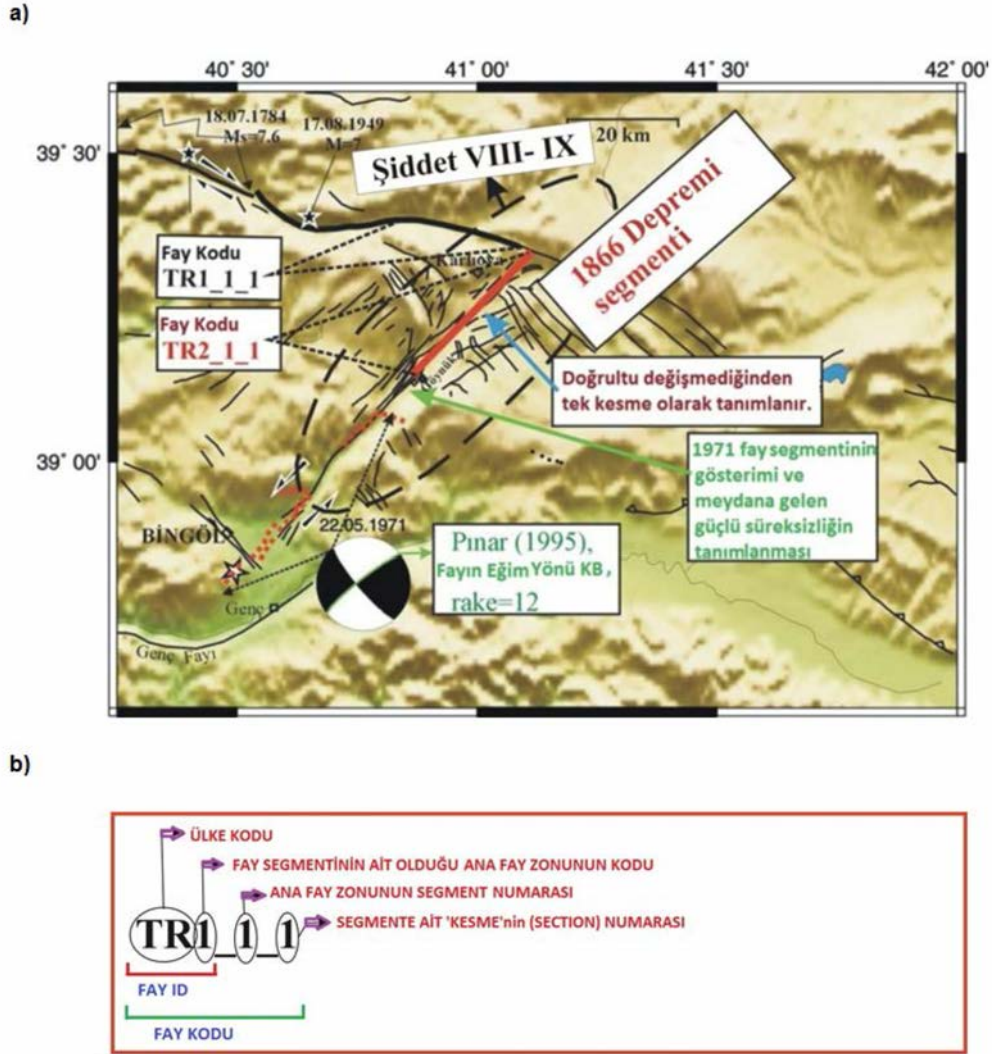 a)
40° 30'
41° 00'
41° 30'
42° 00'
18.07.1784
Ms=7.6
17.08.1949
M=7
20 km
39° 30'
Şiddet VIII- IX
1866 Depremi
segmenti
Fay Kodu
TR1_1_1
Karlıova
Fay Kodu
TR2_1_1
Göynük
Doğrultu değişmediğinden
tek kesme olarak tanımlanır.
39° 00'
1971 fay segmentinin
gösterimi ve
meydana gelen
güçlü süreksizliğin
tanımlanması
BİNGÖL
22.05.1971
Pınar (1995),
Fayın Eğim Yönü KB,
rake=12
Genç
Genç Fayı
b)
ÜLKE KODU
FAY SEGMENTİNİN AİT OLDUĞU ANA FAY ZONUNUN KODU
ANA FAY ZONUNUN SEGMENT NUMARASI
SEGMENTE AİT 'KESME'nin (SECTION) NUMARASI
TR1_1_1
FAY ID
FAY KODU